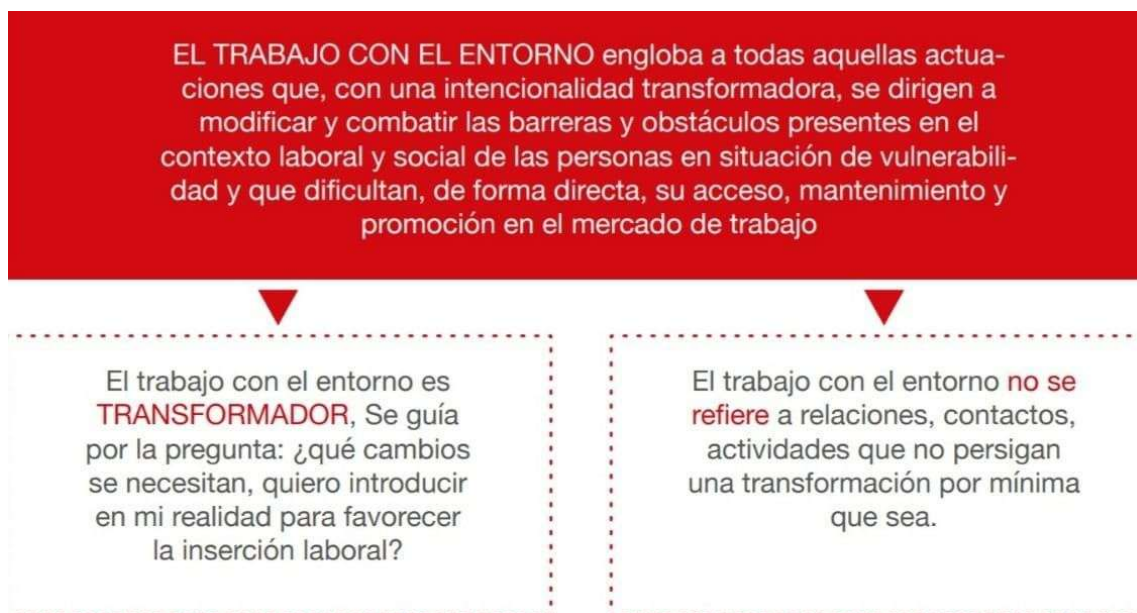 EL TRABAJO CON EL ENTORNO engloba a todas aquellas actua-
ciones que, con una intencionalidad transformadora, se dirigen a
modificar y combatir las barreras y obstáculos presentes en el
contexto laboral y social de las personas en situación de vulnerabili-
dad y que dificultan, de forma directa, su acceso, mantenimiento y
promoción en el mercado de trabajo
El trabajo con el entorno es
TRANSFORMADOR, Se guía
por la pregunta: ¿qué cambios
se necesitan, quiero introducir
en mi realidad para favorecer
la inserción laboral?
El trabajo con el entorno no se
refiere a relaciones, contactos,
actividades que no persigan
una transformación por mínima
que sea.